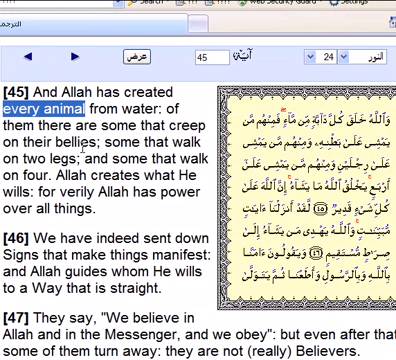 Search
Web Security Guard
Settings
الترجمة
عرض
45
آية
24
النور
[45] And Allah has created
every animal from water: of
them there are some that creep
on their bellies; some that walk
on two legs; and some that walk
on four. Allah creates what He
wills: for verily Allah has power
over all things.
[46] We have indeed sent down
Signs that make things manifest:
and Allah guides whom He wills
to a Way that is straight.
[47] They say, "We believe in
Allah and in the Messenger, and we obey": but even after that
some of them turn away: they are not (really) Believers.
وَٱللَّهُ خَلَقَ كُلَّ دَآبَّةٍ مِّن مَّآءٍ فَمِنْهُم مَّن
يَمْشِى عَلَىٰ بَطْنِهِۦ وَمِنْهُم مَّن يَمْشِى
عَلَىٰ رِجْلَيْنِ وَمِنْهُم مَّن يَمْشِى عَلَىٰٓ
أَرْبَعٍ يَخْلُقُ ٱللَّهُ مَا يَشَآءُ إِنَّ ٱللَّهَ عَلَىٰ
كُلِّ شَىْءٍ قَدِيرٌ ٤٥ لَّقَدْ أَنزَلْنَآ ءَايَٰتٍ
مُّبَيِّنَٰتٍ وَٱللَّهُ يَهْدِى مَن يَشَآءُ إِلَىٰ
صِرَٰطٍ مُّسْتَقِيمٍ ٤٦ وَيَقُولُونَ ءَامَنَّا
بِٱللَّهِ وَبِٱلرَّسُولِ وَأَطَعْنَا ثُمَّ يَتَوَلَّىٰ